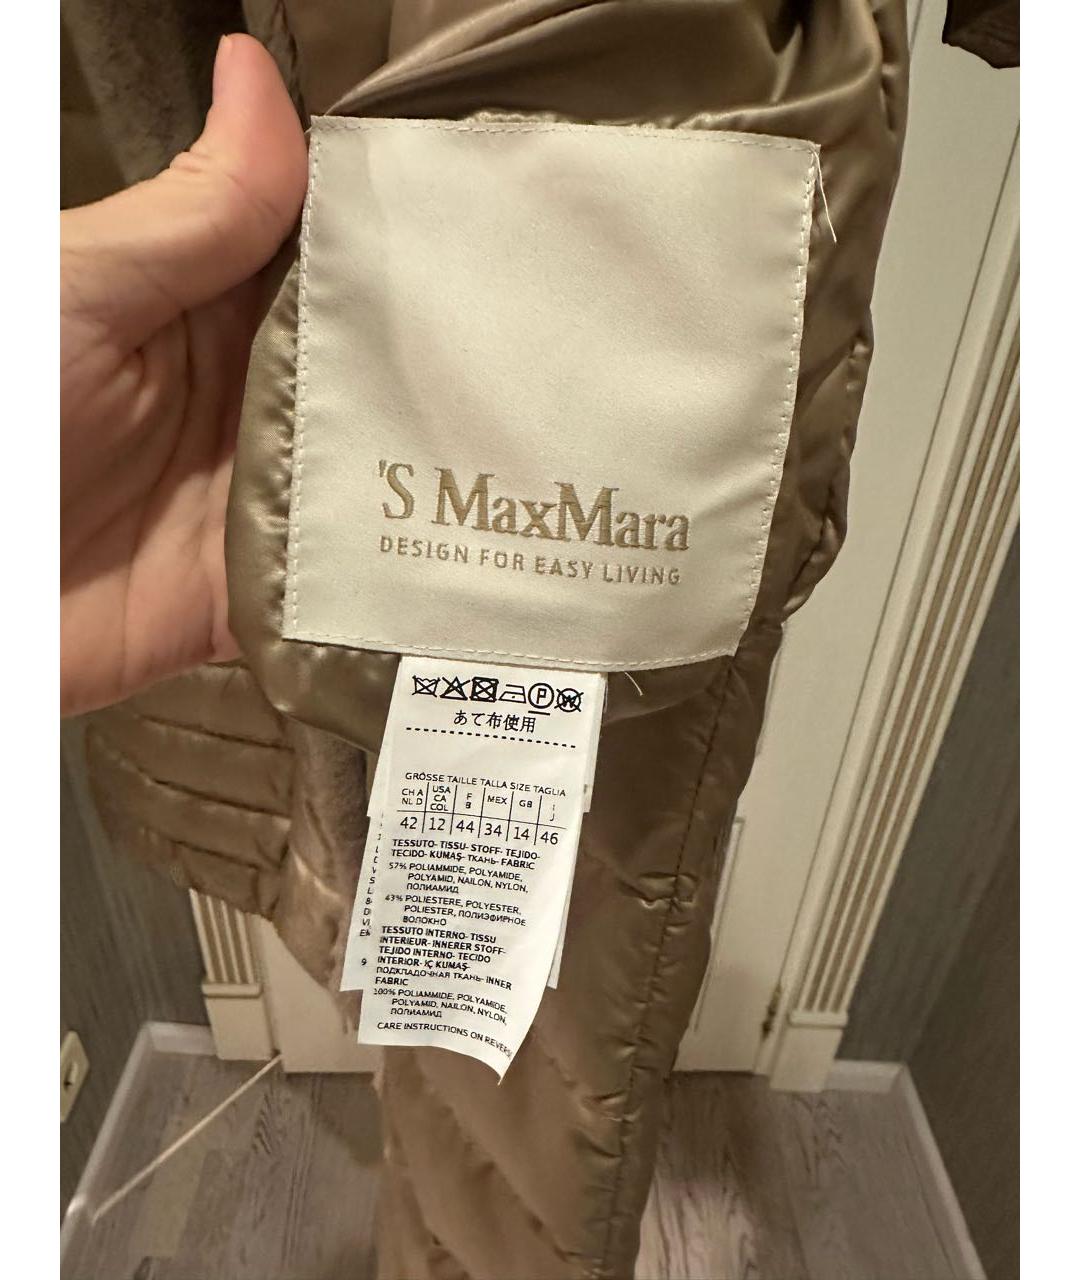 'S MaxMara
DESIGN FOR EASY LIVING
あて布使用
GRÖSSE TAILLE TALLA SIZE TAGLIA
CH A NL D USA CA COL F B MEX GB I J
42 12 44 34 14 46
TESSUTO- TISSU- STOFF- TEJIDO-
TECIDO- KUMAŞ- ТКАНЬ- FABRIC
57% POLIAMMIDE, POLYAMIDE,
POLYAMID, NAILON, NYLON,
ПОЛИАМИД
43% POLIESTERE, POLYESTER,
POLIESTER, ПОЛИЭФИРНОЕ
ВОЛОКНО
TESSUTO INTERNO- TISSU
INTERIEUR- INNERER STOFF-
TEJIDO INTERNO- TECIDO
INTERIOR- IÇ KUMAŞ-
ПОДКЛАДОЧНАЯ ТКАНЬ- INNER
FABRIC
100% POLIAMMIDE, POLYAMIDE,
POLYAMID, NAILON, NYLON,
ПОЛИАМИД
CARE INSTRUCTIONS ON REVERS